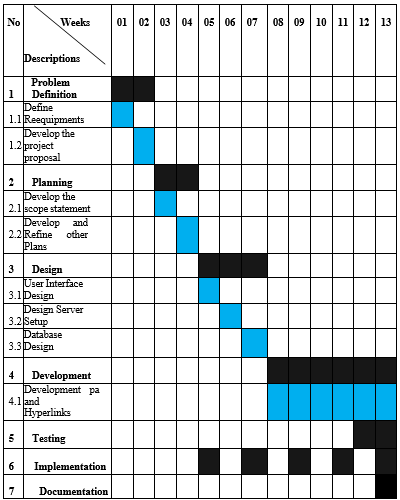 No Weeks 01 02 03 04 05 06 07 08 09 10 11 12 13
Descriptions
1 Problem
Definition
1.1 Define
Reequipments
1.2 Develop the
project
proposal
2 Planning
2.1 Develop the
scope statement
2.2 Develop and
Refine other
Plans
3 Design
3.1 User Interface
Design
3.2 Design Server
Setup
3.3 Database
Design
4 Development
4.1 Development pa
and
Hyperlinks
5 Testing
6 Implementation
7 Documentation